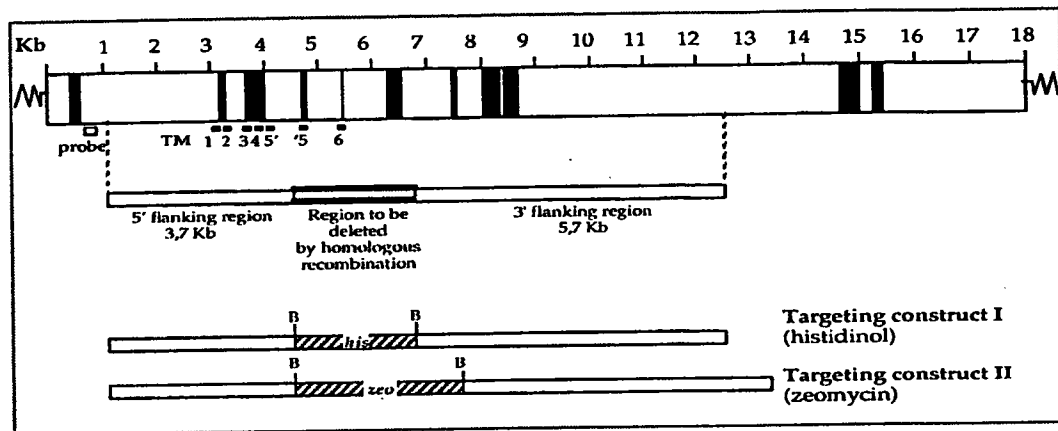 Kb 1 2 3 4 5 6 7 8 9 10 11 12 13 14 15 16 17 18
probe TM 1 2 3 4 5' '5 6
5' flanking region
3,7 Kb
Region to be
deleted
by homologous
recombination
3' flanking region
5,7 Kb
B B
his
Targeting construct I
(histidinol)
B B
zeo
Targeting construct II
(zeomycin)